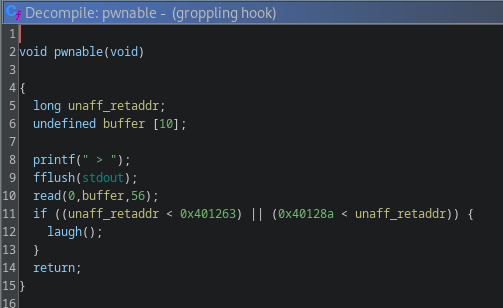 Decompile: pwnable - (groppling hook)
1
2 void pwnable(void)
3
4 {
5 long unaff_retaddr;
6 undefined buffer [10];
7
8 printf(" > ");
9 fflush(stdout);
10 read(0,buffer,56);
11 if ((unaff_retaddr < 0x401263) || (0x40128a < unaff_retaddr)) {
12 laugh();
13 }
14 return;
15 }
16